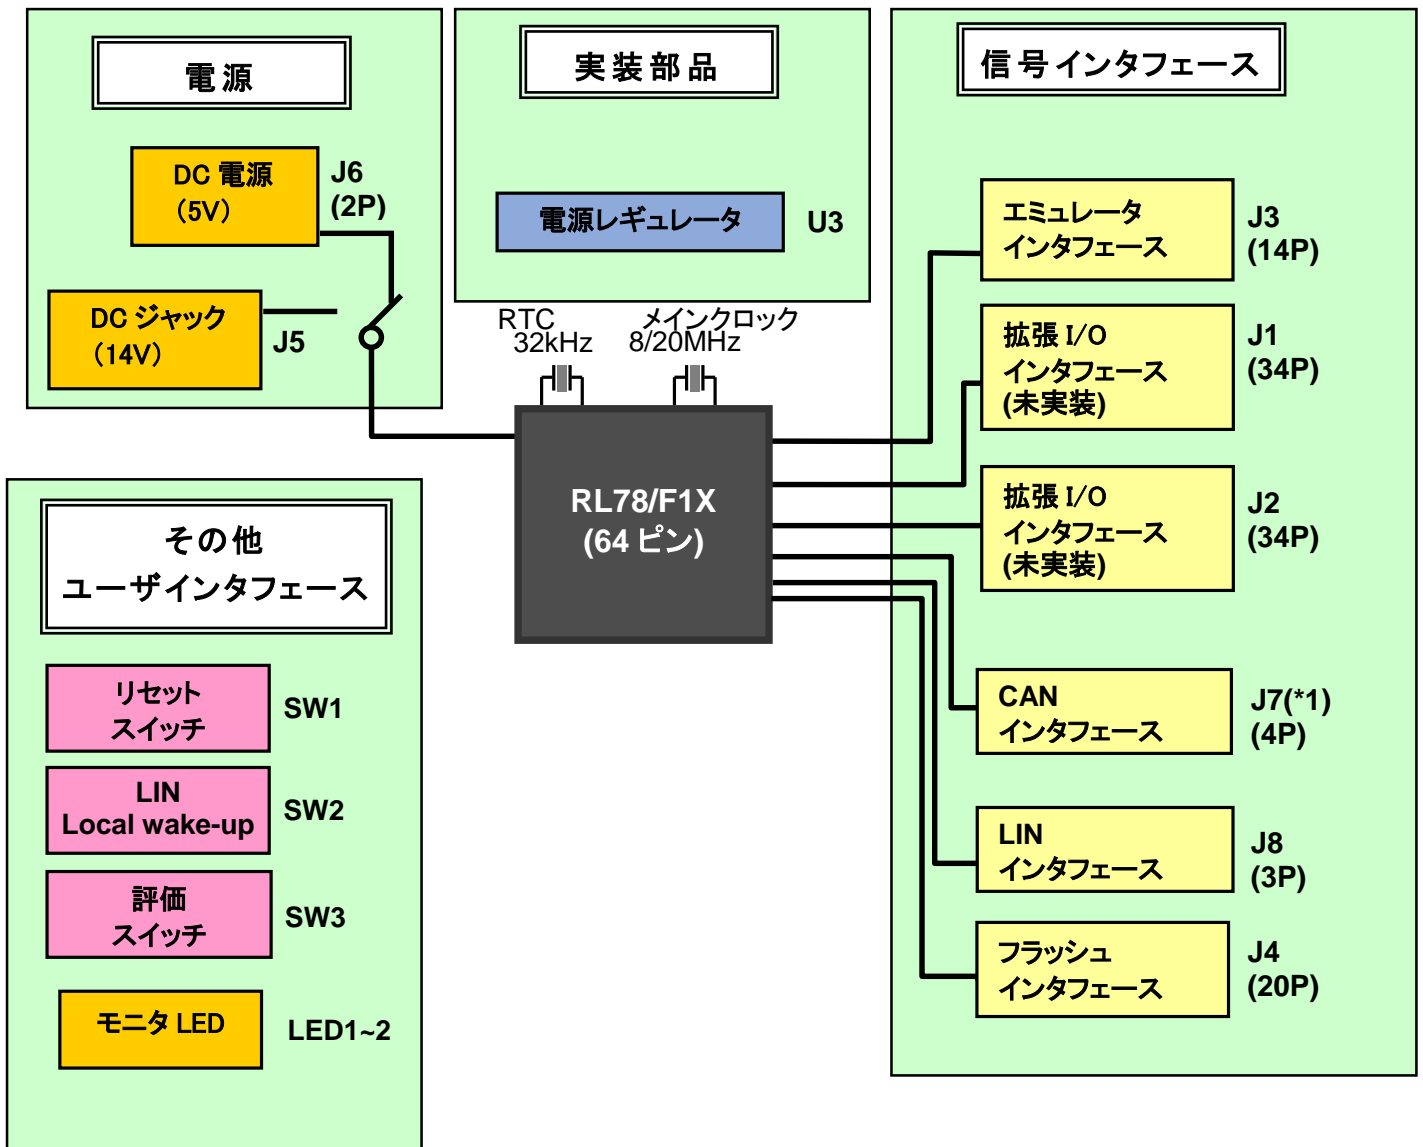 電源
DC 電源
(5V)
J6
(2P)
DC ジャック
(14V)
J5
実装部品
電源レギュレータ
U3
RTC
32kHz
メインクロック
8/20MHz
RL78/F1X
(64 ピン)
信号インタフェース
エミュレータ
インタフェース
J3
(14P)
拡張 I/O
インタフェース
(未実装)
J1
(34P)
拡張 I/O
インタフェース
(未実装)
J2
(34P)
CAN
インタフェース
J7(*1)
(4P)
LIN
インタフェース
J8
(3P)
フラッシュ
インタフェース
J4
(20P)
その他
ユーザインタフェース
リセット
スイッチ
SW1
LIN
Local wake-up
SW2
評価
スイッチ
SW3
モニタ LED
LED1~2